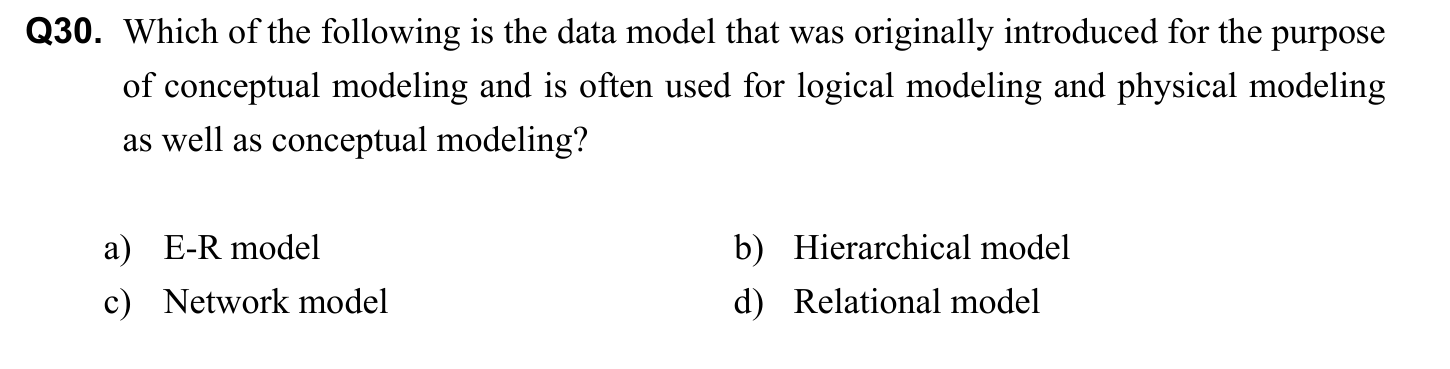 Q30. Which of the following is the data model that was originally introduced for the purpose
of conceptual modeling and is often used for logical modeling and physical modeling
as well as conceptual modeling?
a) E-R model b) Hierarchical model
c) Network model d) Relational model